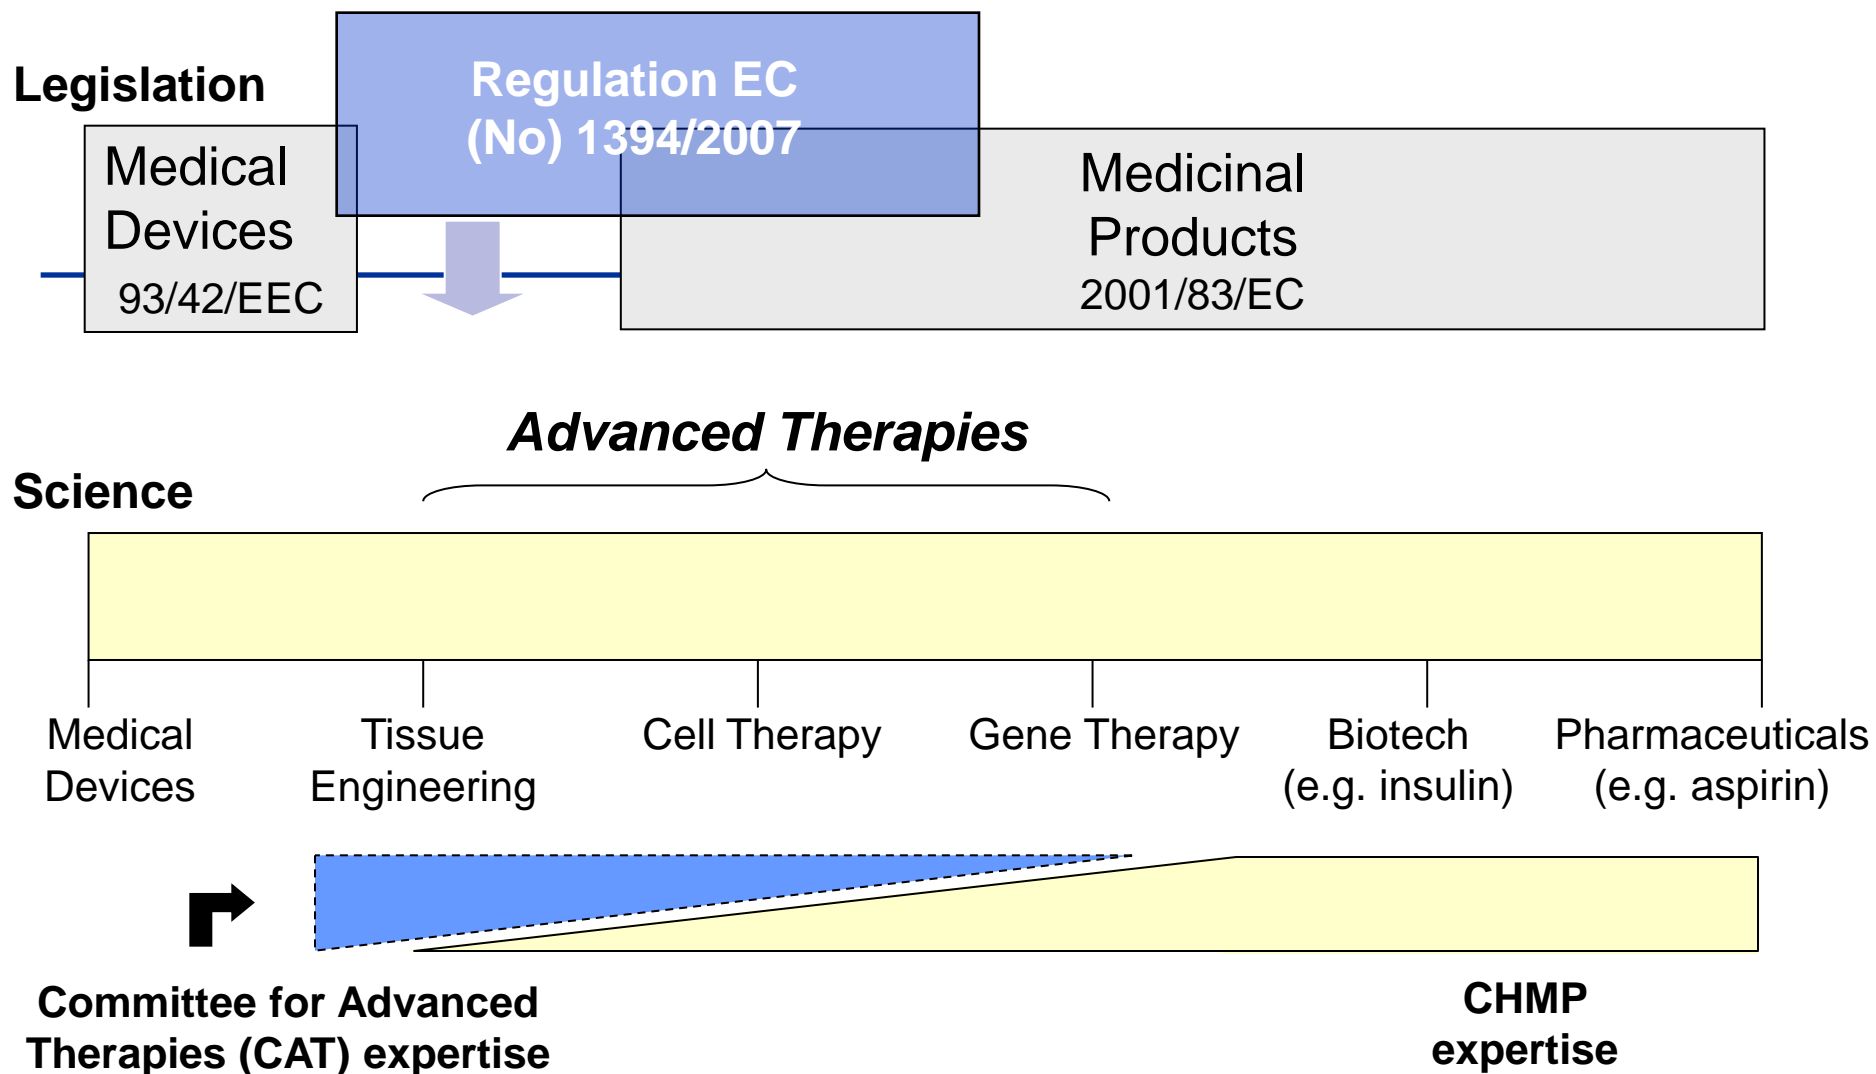 Legislation
Regulation EC
(No) 1394/2007
Medical
Devices
93/42/EEC
Medicinal
Products
2001/83/EC
Advanced Therapies
Science
Medical
Devices
Tissue
Engineering
Cell Therapy
Gene Therapy
Biotech
(e.g. insulin)
Pharmaceuticals
(e.g. aspirin)
Committee for Advanced
Therapies (CAT) expertise
CHMP
expertise